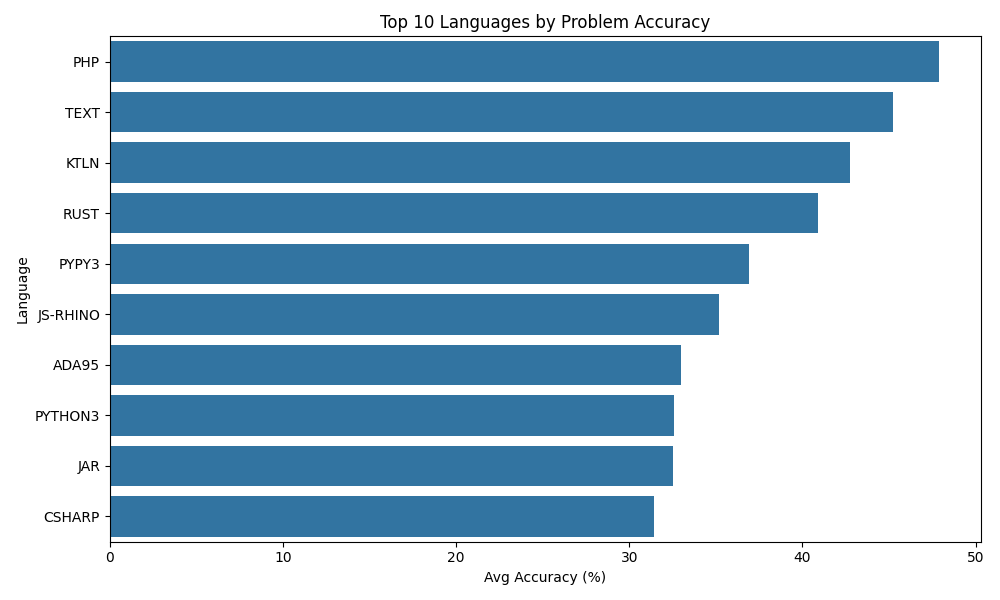 Top 10 Languages by Problem Accuracy
Language
PHP
TEXT
KTLN
RUST
PYPY3
JS-RHINO
ADA95
PYTHON3
JAR
CSHARP
0 10 20 30 40 50
Avg Accuracy (%)